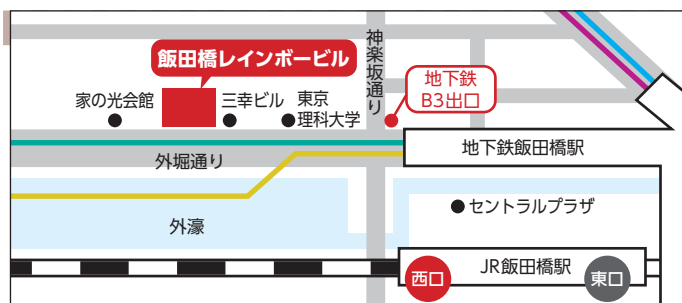 飯田橋レインボービル
神楽坂通り
地下鉄
B3出口
家の光会館
三幸ビル
東京
理科大学
外堀通り
地下鉄飯田橋駅
セントラルプラザ
外濠
西口
JR飯田橋駅
東口